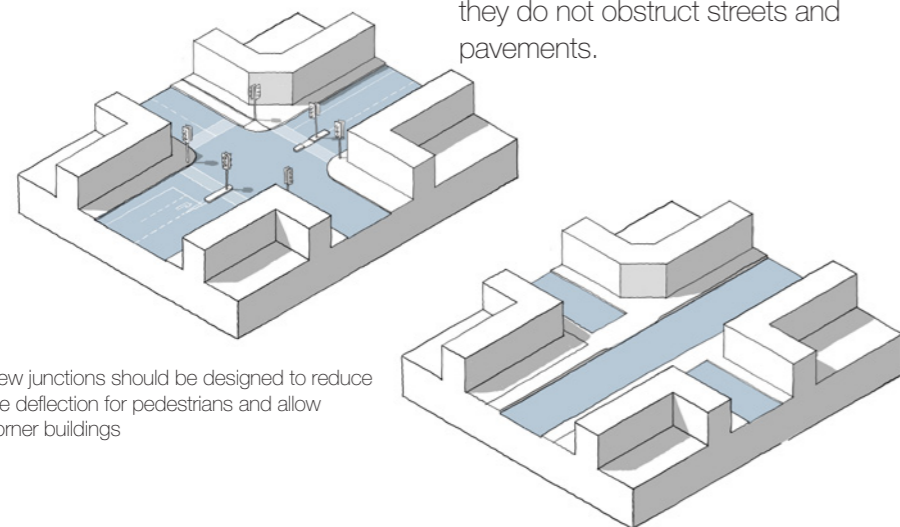 they do not obstruct streets and
pavements.
ew junctions should be designed to reduce
e deflection for pedestrians and allow
orner buildings